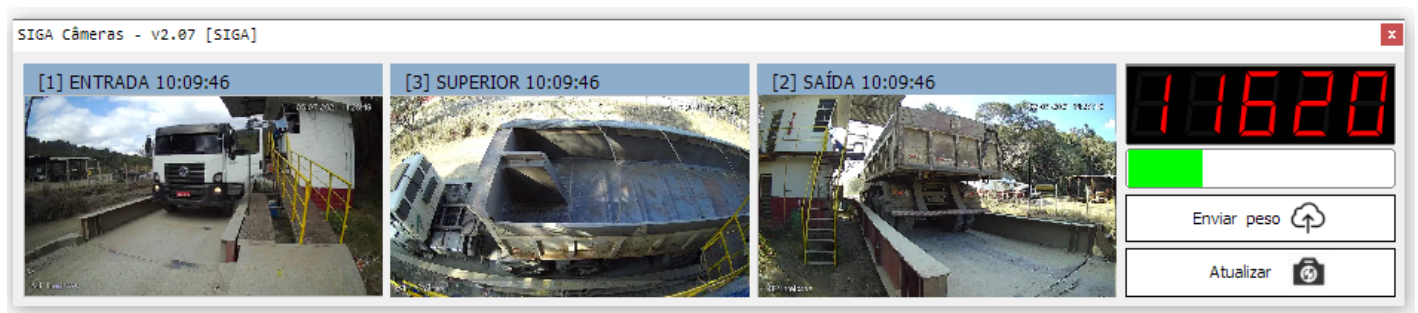 SIGA Câmeras - v2.07 [SIGA]
x
[1] ENTRADA 10:09:46
[3] SUPERIOR 10:09:46
[2] SAÍDA 10:09:46
11620
Enviar peso
Atualizar